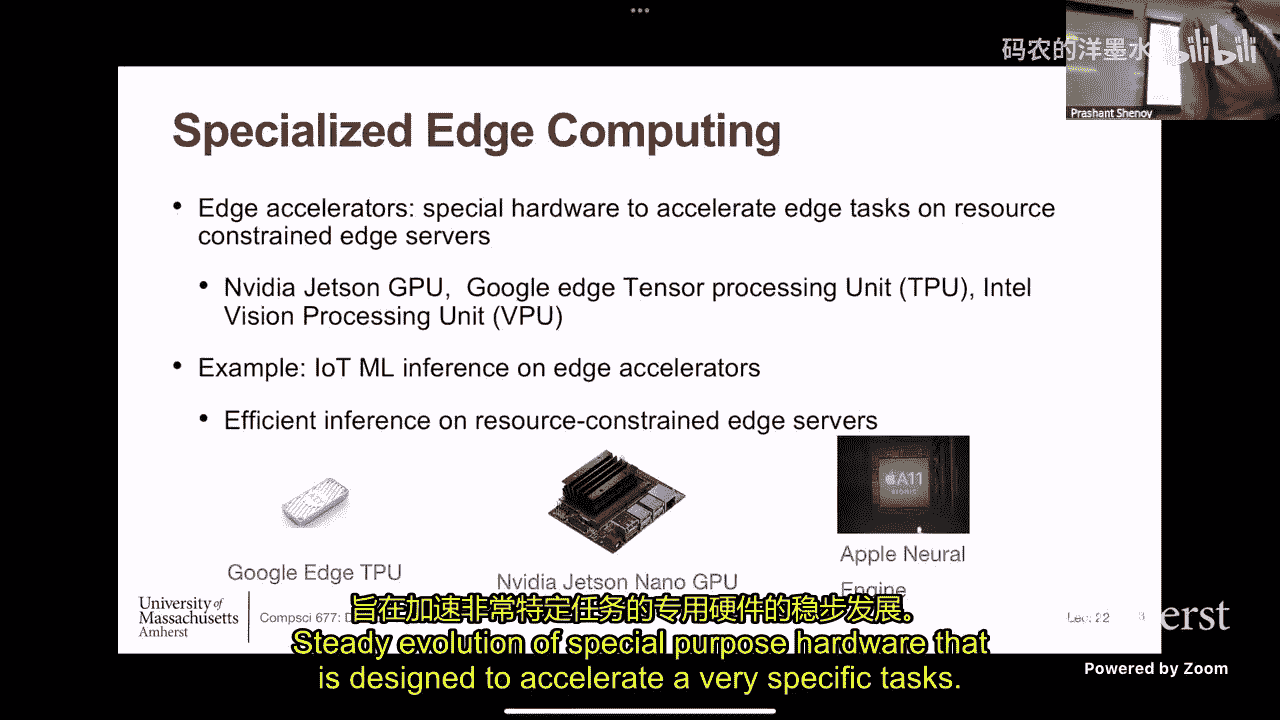 码农的洋墨水
bilibili
Prashant Shenoy
Specialized Edge Computing
• Edge accelerators: special hardware to accelerate edge tasks on resource
constrained edge servers
• Nvidia Jetson GPU, Google edge Tensor processing Unit (TPU), Intel
Vision Processing Unit (VPU)
• Example: IoT ML inference on edge accelerators
• Efficient inference on resource-constrained edge servers
A11
BIONIC
Google Edge TPU
Nvidia Jetson Nano GPU
Apple Neural
Engine
University of
Massachusetts
Amherst
Compsci 677: D
Lec. 22
erst
旨在加速非常特定任务的专用硬件的稳步发展。
Steady evolution of special purpose hardware that
is designed to accelerate a very specific tasks.
Powered by Zoom